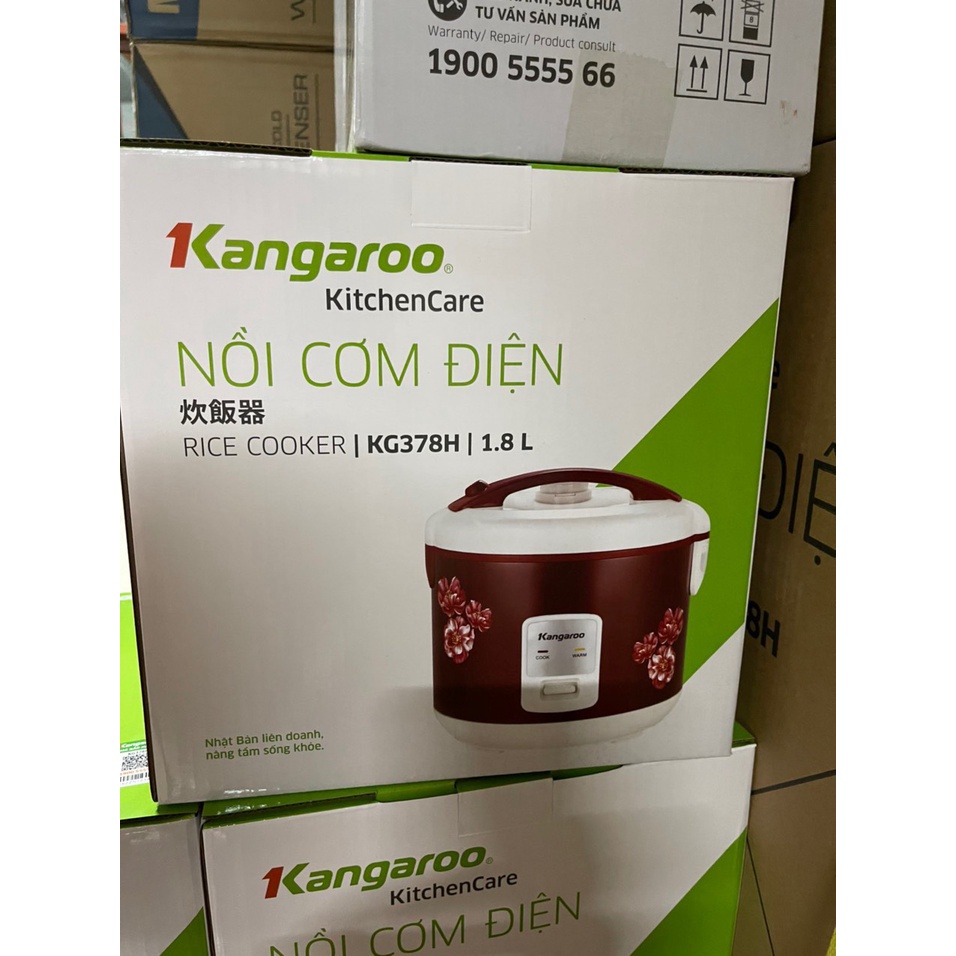 TƯ VẤN SẢN PHẨM
Warranty/ Repair/ Product consult
1900 5555 66
COLD
Kangaroo®
KitchenCare
NỒI CƠM ĐIỆN
炊飯器
RICE COOKER | KG378H | 1.8 L
Kangaroo
COOK
WARM
Nhật Bản liên doanh,
nâng tầm sống khỏe.
Kangaroo®
KitchenCare
NỒI CƠM ĐIỆN